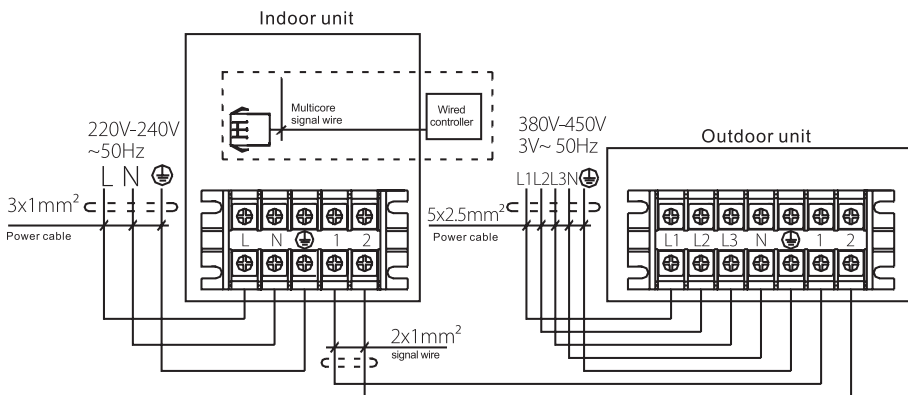 Indoor unit
Multicore
signal wire
Wired
controller
220V-240V
~50Hz
L N
3x1mm²
Power cable
L N 1 2
2x1mm²
signal wire
380V-450V
3V~ 50Hz
L1L2L3N
5x2.5mm²
Power cable
Outdoor unit
L1 L2 L3 N 1 2